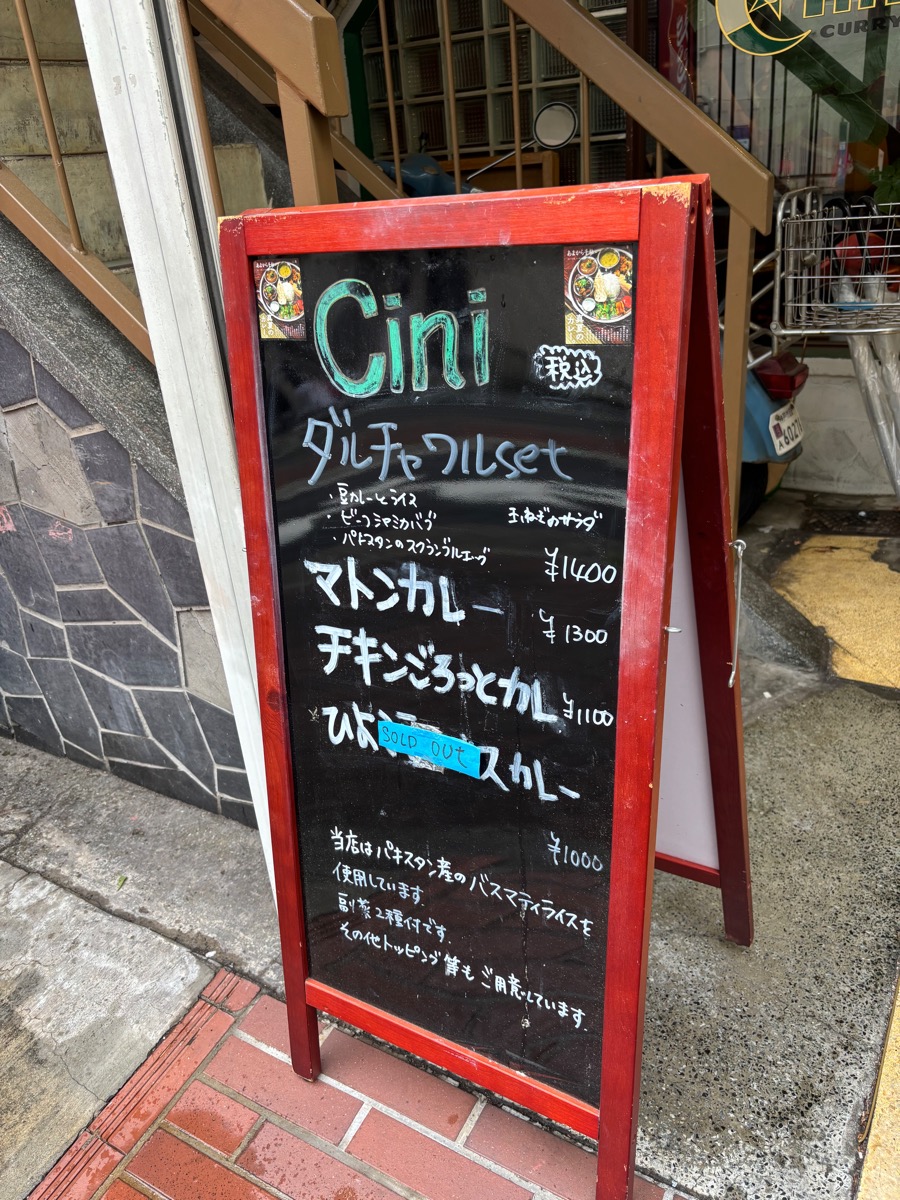 CURRY
Cini
税込
ダルチャワルset
・豆カレーとライス
・ビーフシャミカバブ 玉ねぎのサラダ
・パキスタンのスクランブルエッグ
¥1400
マトンカレー ¥1300
チキンごろっとカレー ¥1100
ひよ SOLD OUT スカレー
¥1000
当店はパキスタン産のバスマティライスを
使用しています.
副菜2種付です.
その他トッピング等もご用意しています.